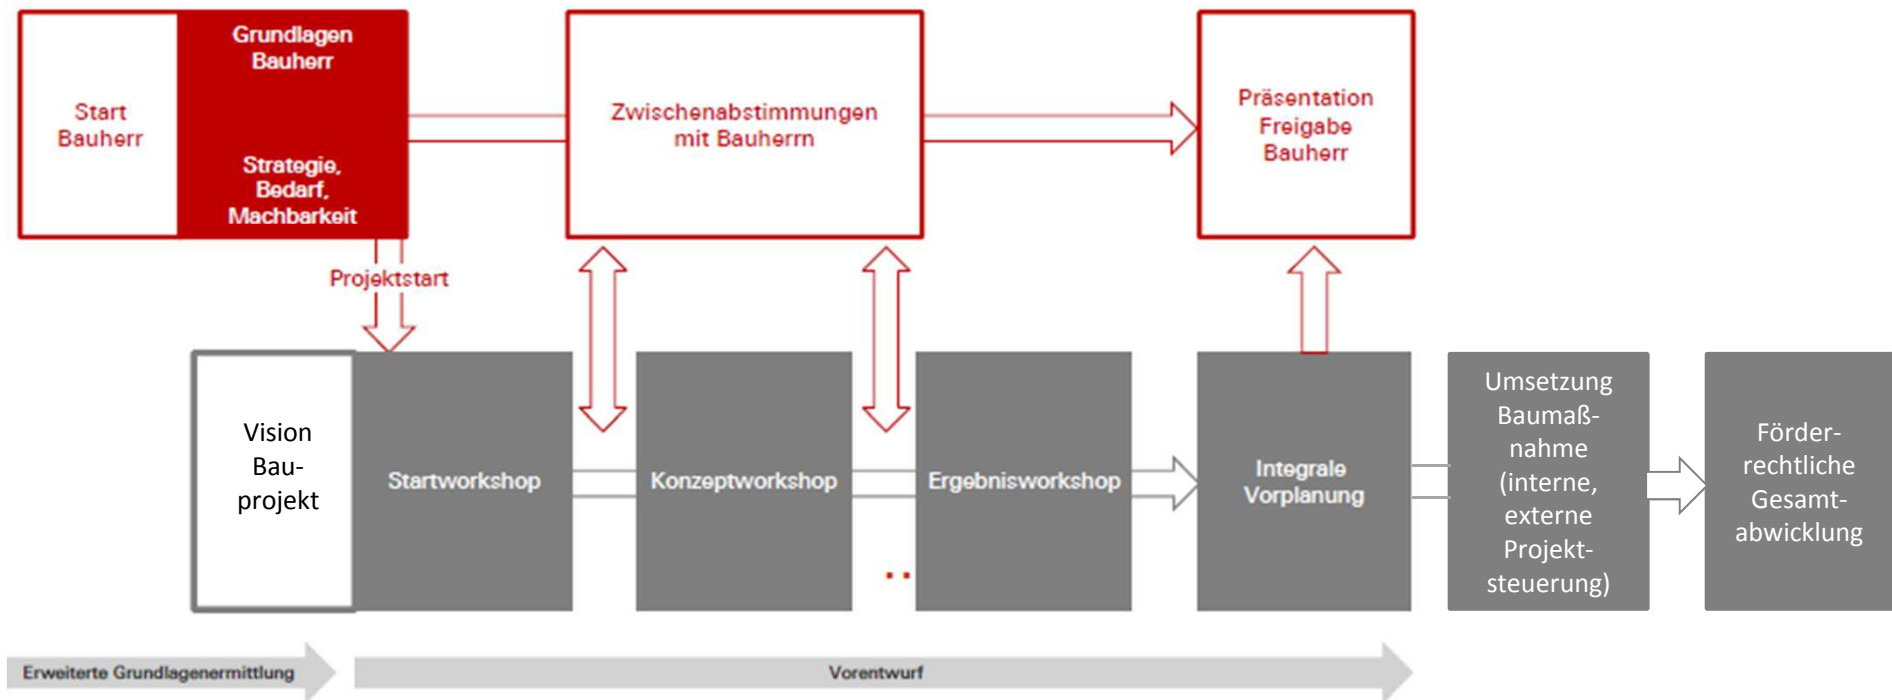 Start
Bauherr
Grundlagen
Bauherr
Strategie,
Bedarf,
Machbarkeit
Zwischenabstimmungen
mit Bauherrn
Präsentation
Freigabe
Bauherr
Projektstart
Vision
Bau-
projekt
Startworkshop
Konzeptworkshop
..
Ergebnisworkshop
Integrale
Vorplanung
Umsetzung
Baumaß-
nahme
(interne,
externe
Projekt-
steuerung)
Förder-
rechtliche
Gesamt-
abwicklung
Erweiterte Grundlagenermittlung
Vorentwurf